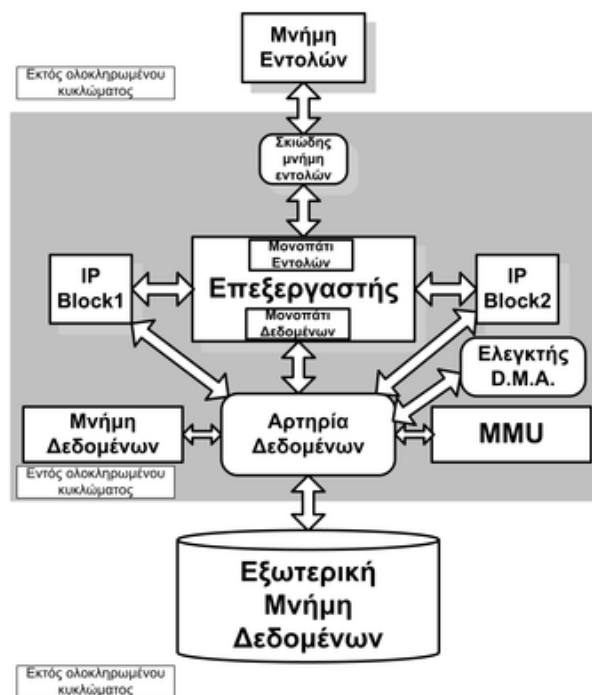 Μνήμη
Εντολών
Εκτός ολοκληρωμένου
κυκλώματος
Σκιώδης
μνήμη
εντολών
Μονοπάτι
Εντολών
IP
Block1
Επεξεργαστής
IP
Block2
Μονοπάτι
Δεδομένων
Ελεγκτής
D.M.A.
Μνήμη
Δεδομένων
Αρτηρία
Δεδομένων
MMU
Εντός ολοκληρωμένου
κυκλώματος
Εξωτερική
Μνήμη
Δεδομένων
Εκτός ολοκληρωμένου
κυκλώματος